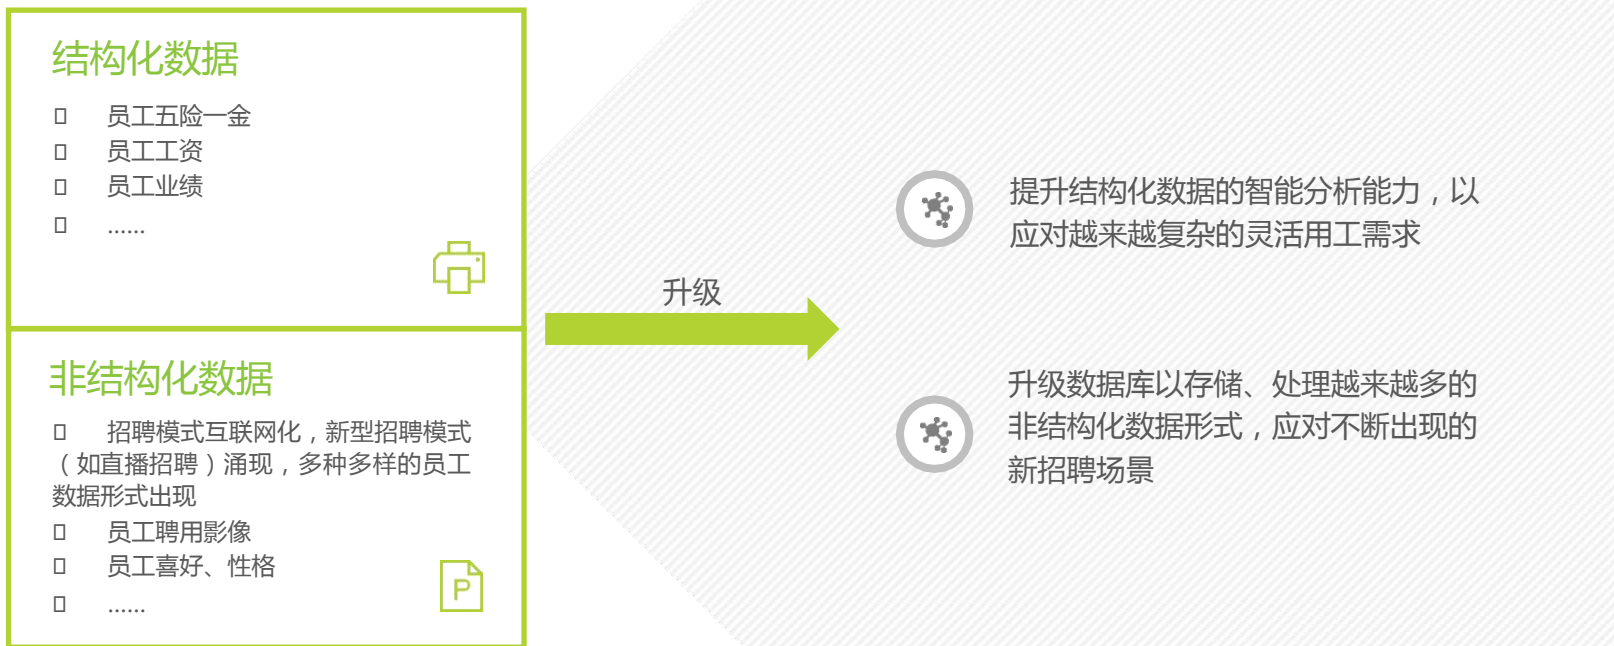 结构化数据
员工五险一金
员工工资
员工业绩
……
非结构化数据
招聘模式互联网化，新型招聘模式
（如直播招聘）涌现，多种多样的员工
数据形式出现
员工聘用影像
员工喜好、性格
……
P
升级
提升结构化数据的智能分析能力，以
应对越来越复杂的灵活用工需求
升级数据库以存储、处理越来越多的
非结构化数据形式，应对不断出现的
新招聘场景